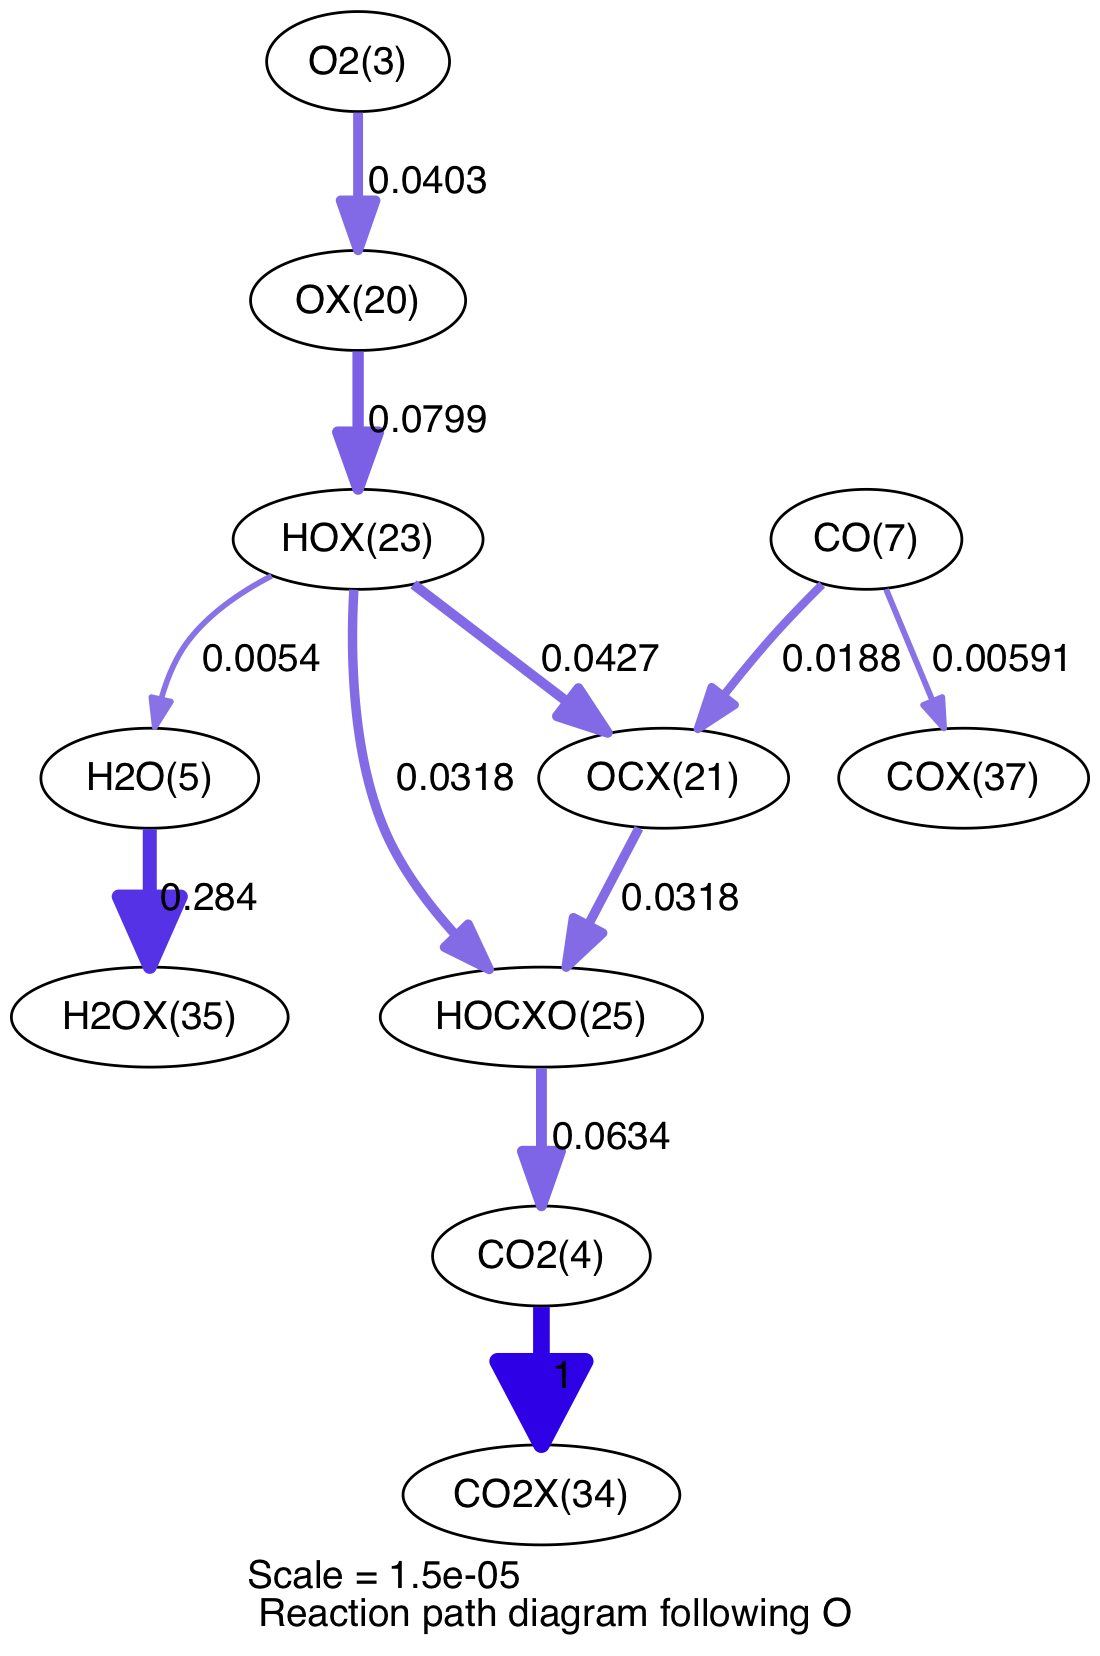 O2(3)
0.0403
OX(20)
0.0799
HOX(23)
CO(7)
0.0054
0.0427
0.0188
0.00591
H2O(5)
0.0318
OCX(21)
COX(37)
0.284
0.0318
H2OX(35)
HOCXO(25)
0.0634
CO2(4)
1
CO2X(34)
Scale = 1.5e-05
Reaction path diagram following O